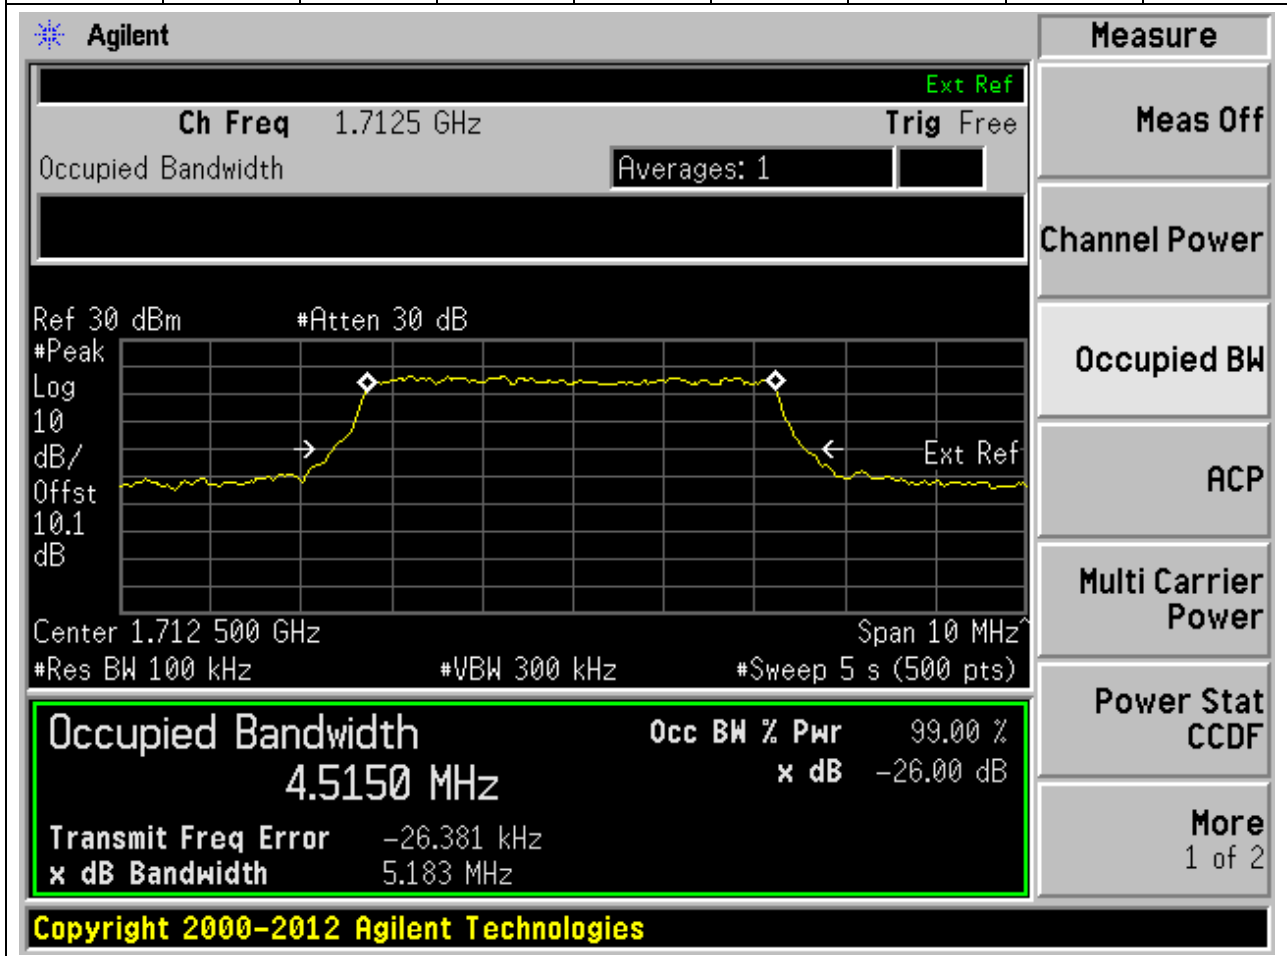 Agilent
Measure
Ext Ref
Ch Freq 1.7125 GHz Trig Free
Meas Off
Occupied Bandwidth Averages: 1
Channel Power
Ref 30 dBm #Atten 30 dB
#Peak
Log
10
dB/
Offst
10.1
dB
Ext Ref
Occupied BW
ACP
Center 1.712 500 GHz Span 10 MHz^
#Res BW 100 kHz #VBW 300 kHz #Sweep 5 s (500 pts)
Multi Carrier
Power
Occupied Bandwidth Occ BW % Pwr 99.00 %
4.5150 MHz x dB -26.00 dB
Transmit Freq Error -26.381 kHz
x dB Bandwidth 5.183 MHz
Power Stat
CCDF
More
1 of 2
Copyright 2000-2012 Agilent Technologies